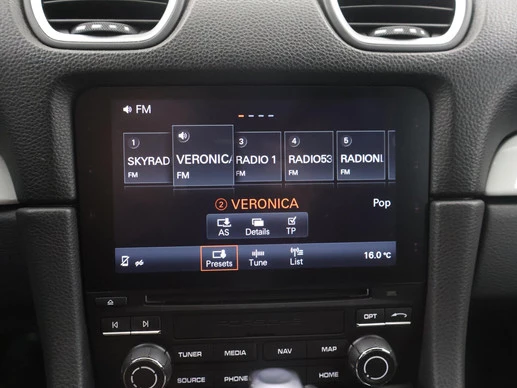 FM
1 2 3 4 5
SKYRAD VERONICA RADIO 1 RADIO53 RADIONL
FM FM FM FM FM
2 VERONICA Pop
AS Details TP
Presets Tune List 16.0 °C
OPT
TUNER MEDIA NAV MAP
SOURCE PHONE